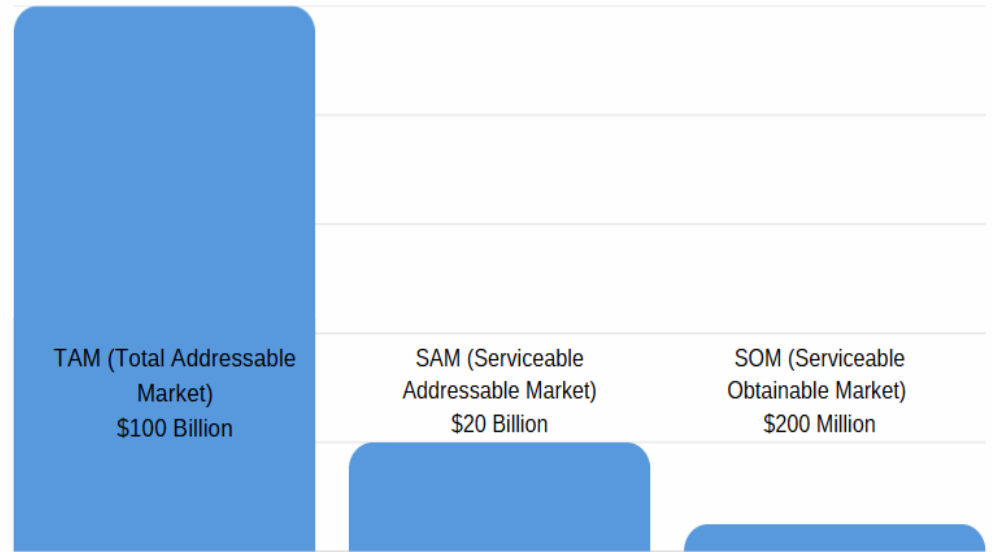 TAM (Total Addressable
Market)
$100 Billion
SAM (Serviceable
Addressable Market)
$20 Billion
SOM (Serviceable
Obtainable Market)
$200 Million